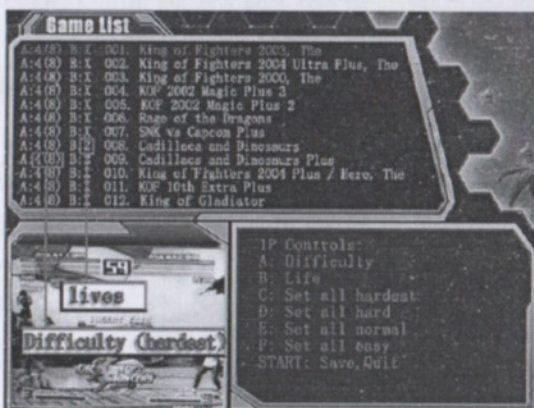 Game List
A:4(8) B:X 001. King of Fighters 2003, The
A:4(8) B:X 002. King of Fighters 2004 Ultra Plus, The
A:4(8) B:X 003. King of Fighters 2000, The
A:4(8) B:X 004. KOF 2002 Magic Plus 3
A:4(8) B:X 005. KOF 2002 Magic Plus 2
A:4(8) B:X 006. Rage of the Dragons
A:4(8) B:X 007. SNK vs Capcom Plus
A:4(8) B:2 008. Cadillacs and Dinosaurs
A:4(8) B: 009. Cadillacs and Dinosaurs Plus
A:4(8) B: 010. King of Fighters 2004 Plus / Hero, The
A:4(8) B: 011. KOF 10th Extra Plus
A:4(8) B: 012. King of Gladiator
54
lives
Difficulty (hardest)
1P Controls:
A: Difficulty
B: Life
C: Set all hardest
D: Set all hard
E: Set all normal
F: Set all easy
START: Save,Quit